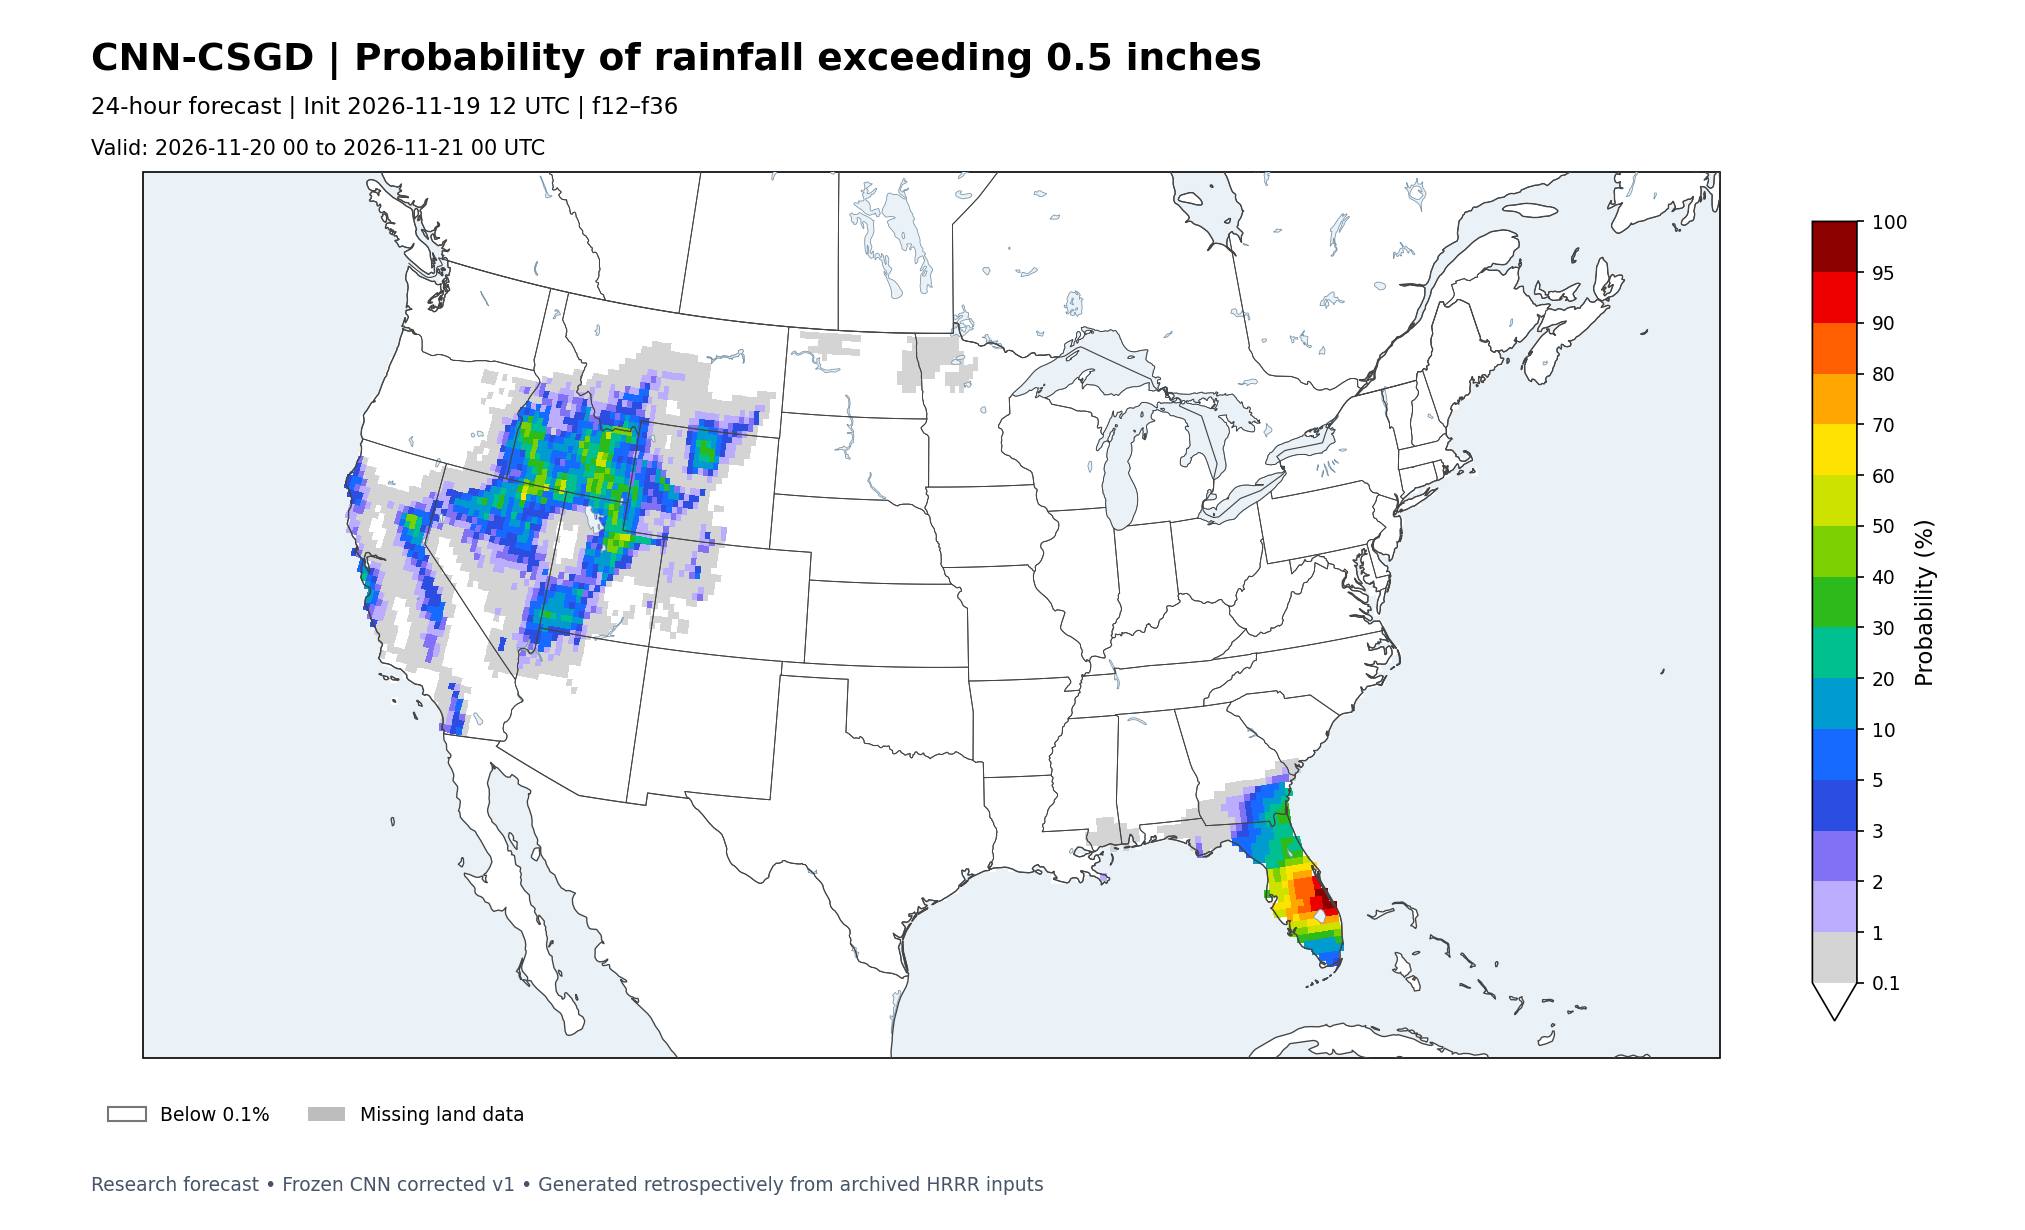 CNN-CSGD | Probability of rainfall exceeding 0.5 inches
24-hour forecast | Init 2026-11-19 12 UTC | f12–f36
Valid: 2026-11-20 00 to 2026-11-21 00 UTC
100
95
90
80
70
60
50
40
30
20
10
5
3
2
1
0.1
Probability (%)
Below 0.1%
Missing land data
Research forecast • Frozen CNN corrected v1 • Generated retrospectively from archived HRRR inputs